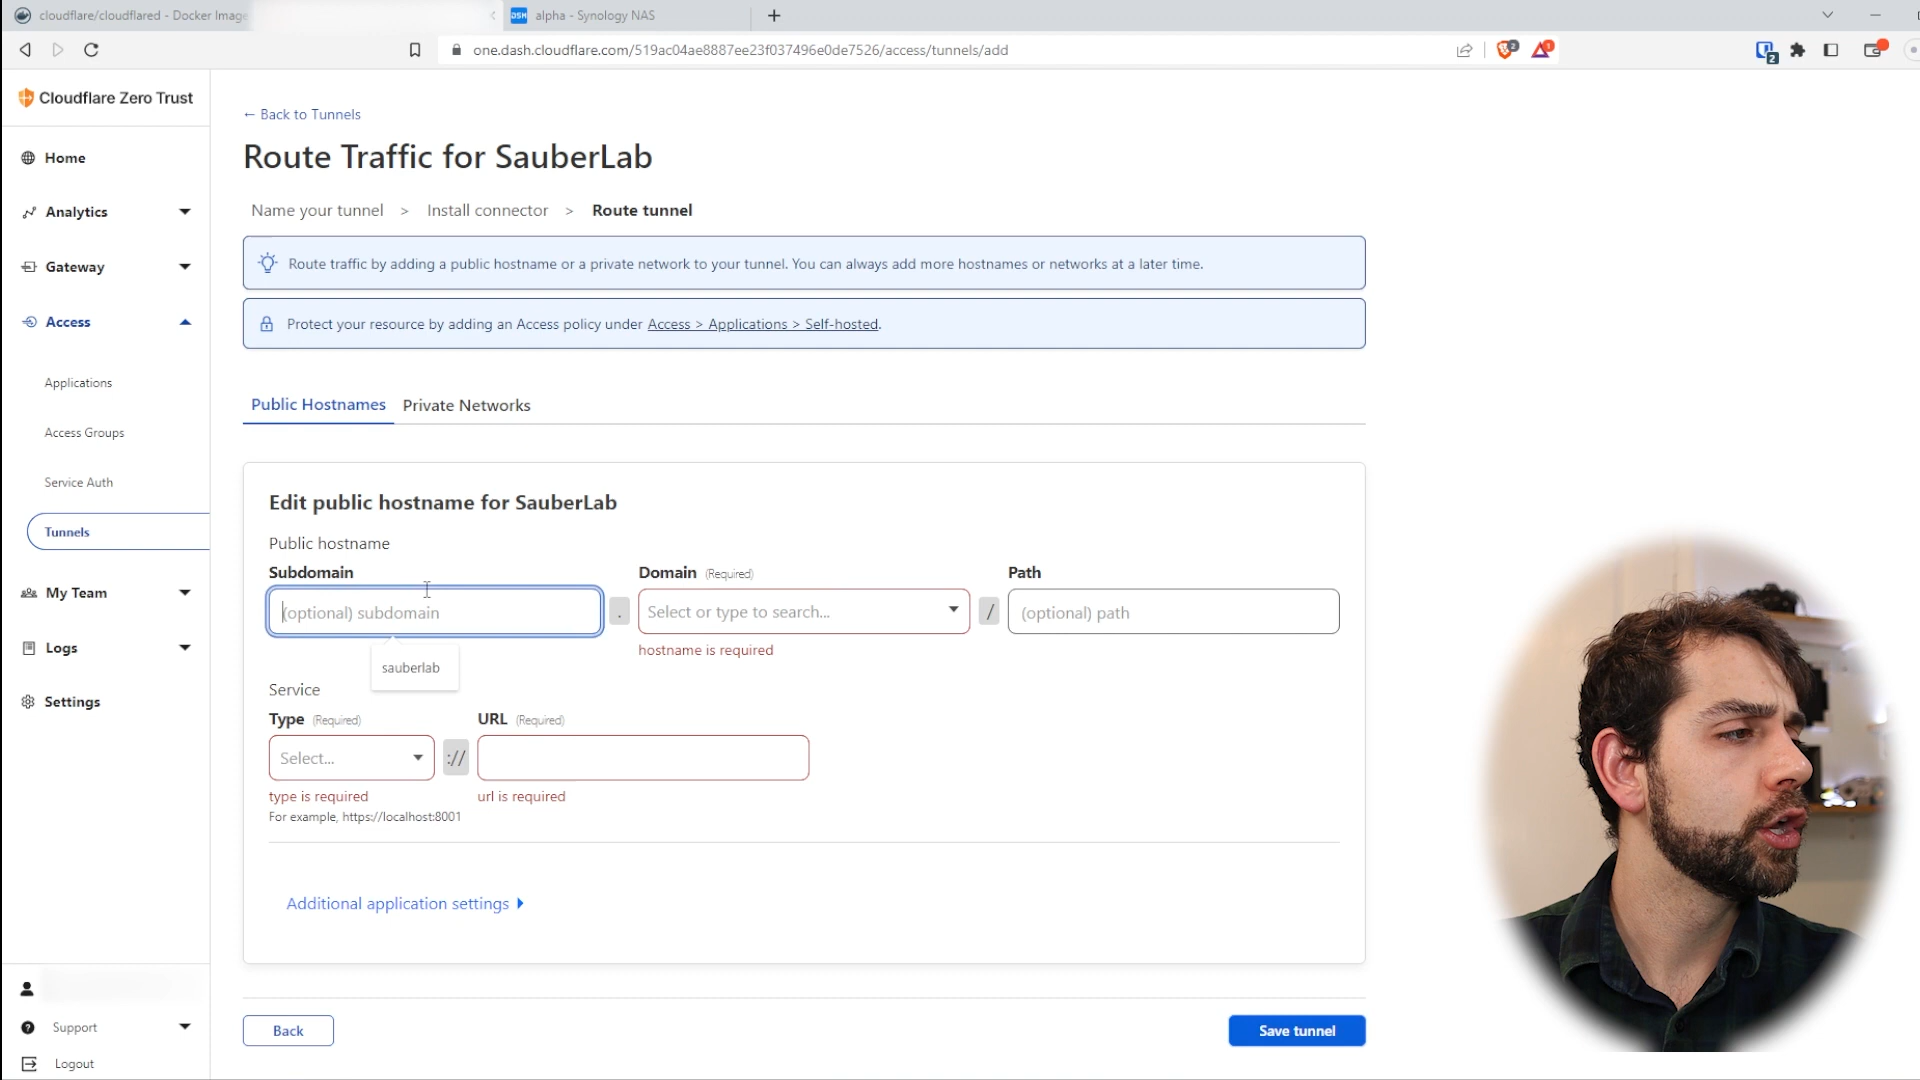 cloudflare/cloudflared - Docker Image
DSM alpha - Synology NAS
one.dash.cloudflare.com/519ac04ae8887ee23f037496e0de7526/access/tunnels/add
2
1
2
Cloudflare Zero Trust
Home
Analytics
Gateway
Access
Applications
Access Groups
Service Auth
Tunnels
My Team
Logs
Settings
Support
Logout
← Back to Tunnels
Route Traffic for SauberLab
Name your tunnel > Install connector > Route tunnel
Route traffic by adding a public hostname or a private network to your tunnel. You can always add more hostnames or networks at a later time.
Protect your resource by adding an Access policy under Access > Applications > Self-hosted.
Public Hostnames Private Networks
Edit public hostname for SauberLab
Public hostname
Subdomain Domain (Required) Path
(optional) subdomain . Select or type to search... / (optional) path
hostname is required
sauberlab
Service
Type (Required) URL (Required)
Select... ://
type is required url is required
For example, https://localhost:8001
Additional application settings
Back Save tunnel